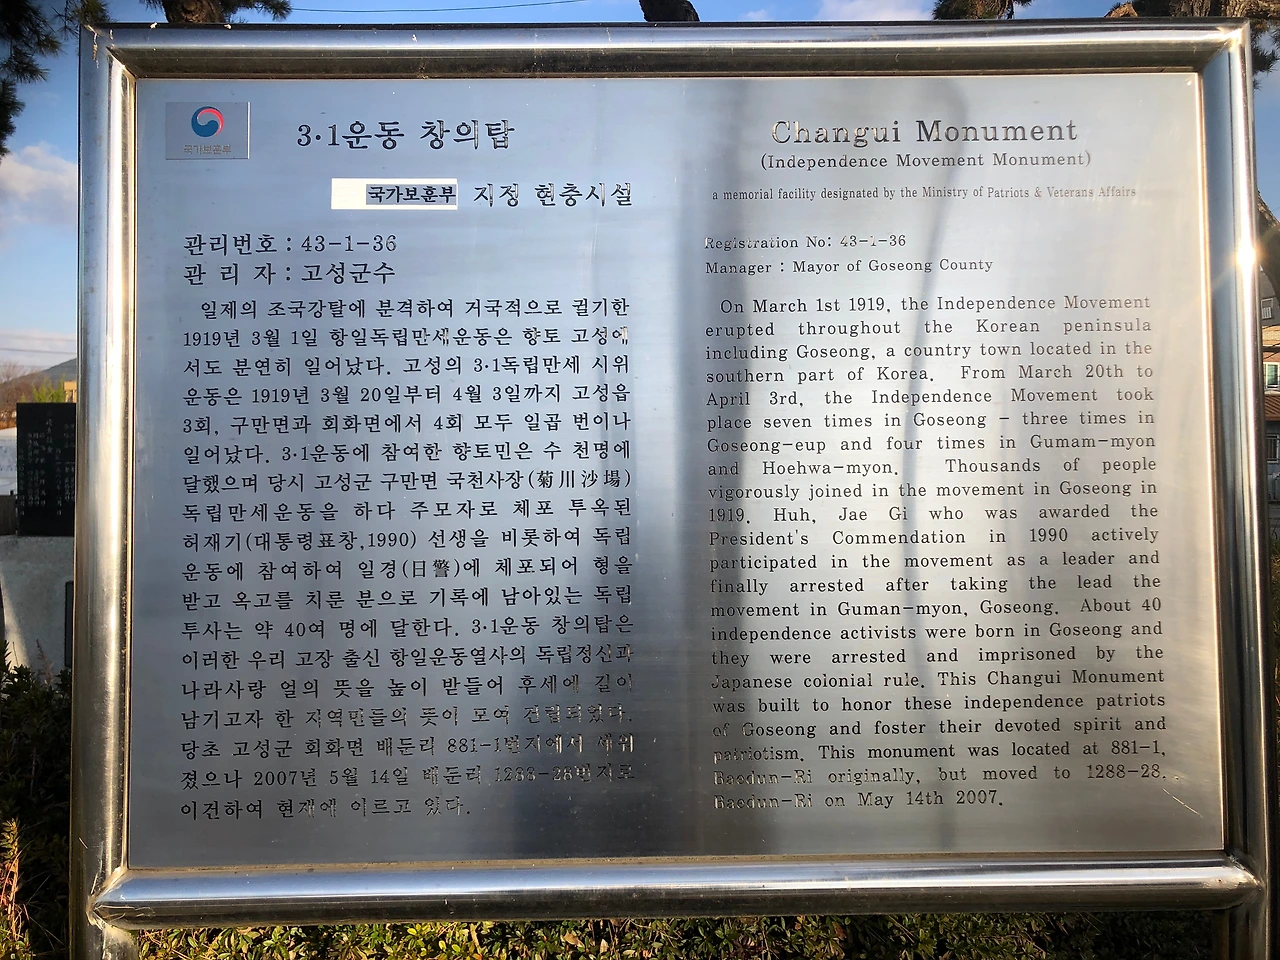 국가보훈부
3·1운동 창의탑
국가보훈부 지정 현충시설
관리번호 : 43-1-36
관 리 자 : 고성군수
일제의 조국강탈에 분격하여 거국적으로 궐기한
1919년 3월 1일 항일독립만세운동은 향토 고성에
서도 분연히 일어났다. 고성의 3·1독립만세 시위
운동은 1919년 3월 20일부터 4월 3일까지 고성읍
3회, 구만면과 회화면에서 4회 모두 일곱 번이나
일어났다. 3·1운동에 참여한 향토민은 수 천명에
달했으며 당시 고성군 구만면 국천사장(菊川沙場)
독립만세운동을 하다 주모자로 체포 투옥된
허재기(대통령표창,1990) 선생을 비롯하여 독립
운동에 참여하여 일경(日警)에 체포되어 형을
받고 옥고를 치룬 분으로 기록에 남아있는 독립
투사는 약 40여 명에 달한다. 3·1운동 창의탑은
이러한 우리 고장 출신 항일운동열사의 독립정신과
나라사랑 얼의 뜻을 높이 받들어 후세에 길이
남기고자 한 지역민들의 뜻이 모여 건립되었다.
당초 고성군 회화면 배둔리 881-1번지에서 세워
졌으나 2007년 5월 14일 배둔리 1288-28번지로
이건하여 현재에 이르고 있다.
Changui Monument
(Independence Movement Monument)
a memorial facility designated by the Ministry of Patriots & Veterans Affairs
Registration No: 43-1-36
Manager : Mayor of Goseong County
On March 1st 1919, the Independence Movement
erupted throughout the Korean peninsula
including Goseong, a country town located in the
southern part of Korea. From March 20th to
April 3rd, the Independence Movement took
place seven times in Goseong - three times in
Goseong-eup and four times in Gumam-myon
and Hoehwa-myon. Thousands of people
vigorously joined in the movement in Goseong in
1919. Huh, Jae Gi who was awarded the
President's Commendation in 1990 actively
participated in the movement as a leader and
finally arrested after taking the lead the
movement in Guman-myon, Goseong. About 40
independence activists were born in Goseong and
they were arrested and imprisoned by the
Japanese colonial rule. This Changui Monument
was built to honor these independence patriots
of Goseong and foster their devoted spirit and
patriotism. This monument was located at 881-1,
Baedun-Ri originally, but moved to 1288-28.
Baedun-Ri on May 14th 2007.